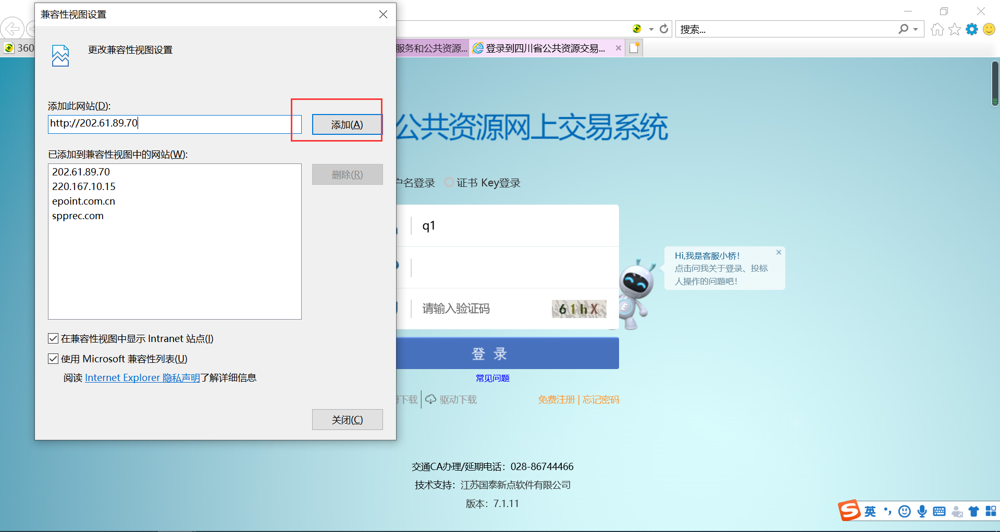 兼容性视图设置
搜索...
360
服务和公共资源...
登录到四川省公共资源交易...
更改兼容性视图设置
添加此网站(D):
http://202.61.89.70
添加(A)
已添加到兼容性视图中的网站(W):
202.61.89.70
220.167.10.15
epoint.com.cn
spprec.com
删除(R)
在兼容性视图中显示 Intranet 站点(I)
使用 Microsoft 兼容性列表(U)
阅读 Internet Explorer 隐私声明了解详细信息
关闭(C)
公共资源网上交易系统
户名登录
证书 Key登录
q1
请输入验证码
61hX
登 录
常见问题
册下载
驱动下载
免费注册 | 忘记密码
Hi,我是客服小桥！
点击问我关于登录、投标
人操作的问题吧！
E
交通CA办理/延期电话：028-86744466
技术支持：江苏国泰新点软件有限公司
版本：7.1.11
S 英